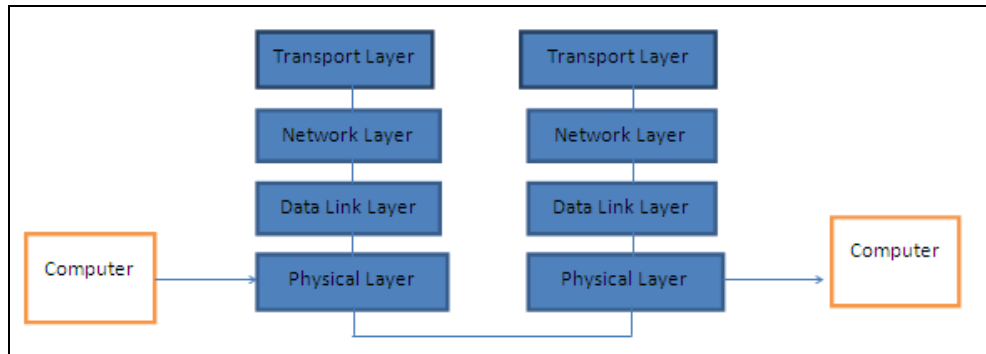 Transport Layer
Transport Layer
Network Layer
Network Layer
Data Link Layer
Data Link Layer
Computer
Physical Layer
Physical Layer
Computer